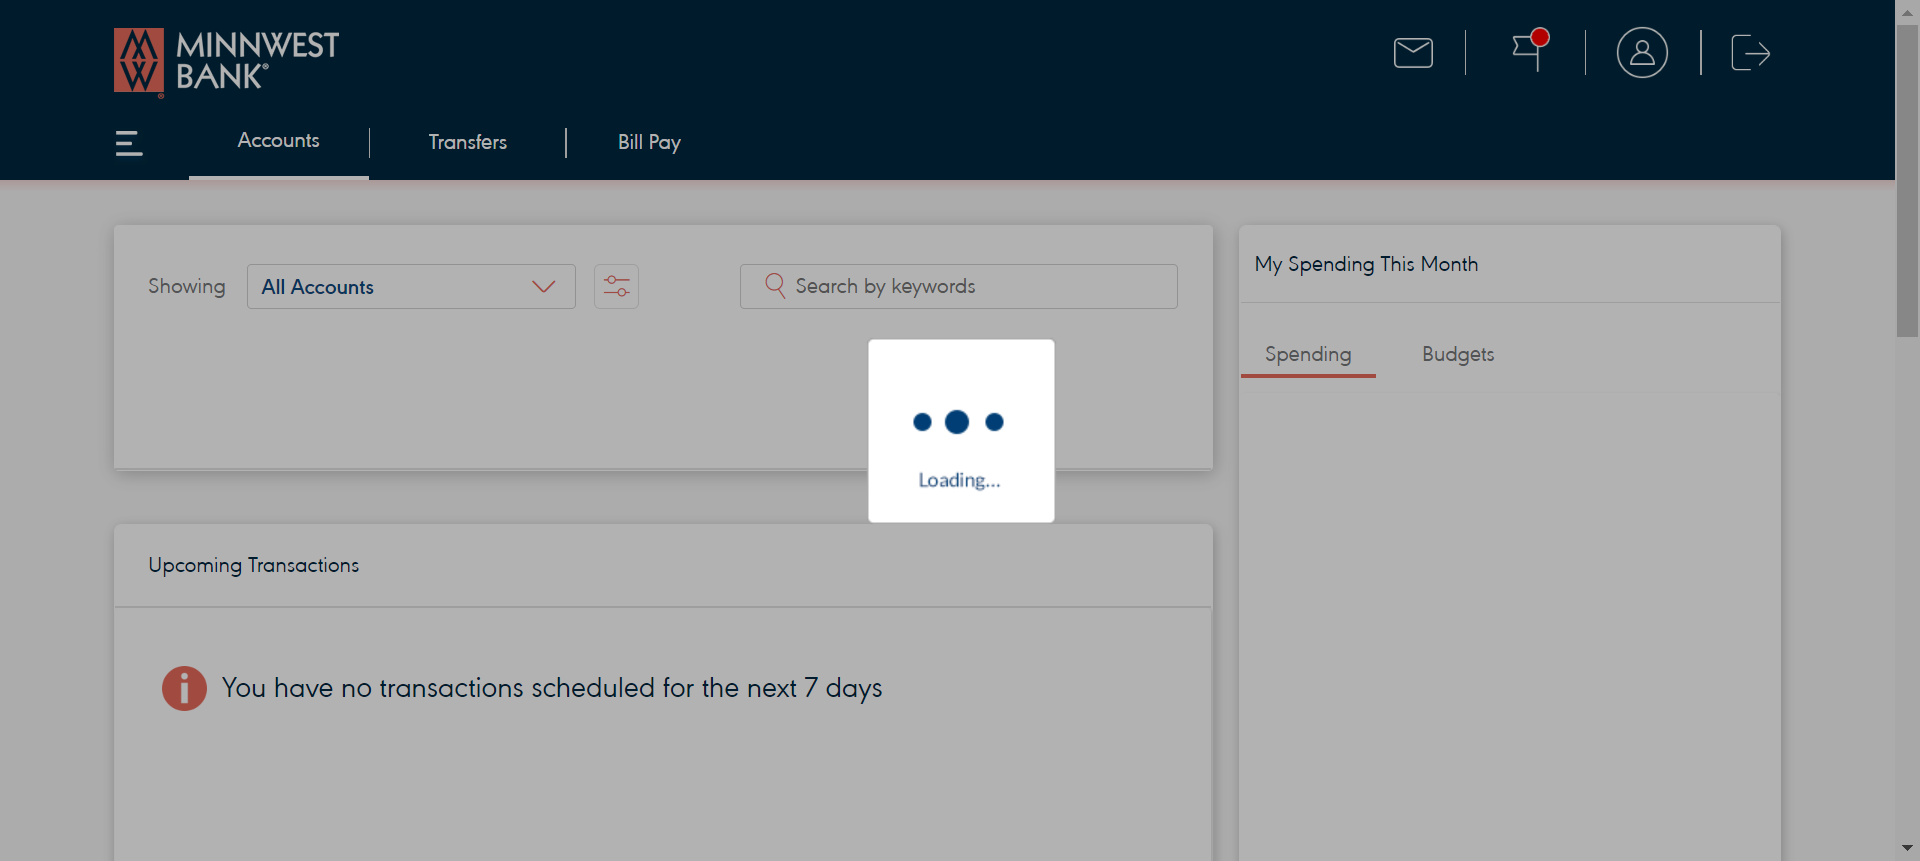 MINNWEST
BANK®
Accounts
Transfers
Bill Pay
Showing
All Accounts
Search by keywords
My Spending This Month
Spending
Budgets
Loading...
Upcoming Transactions
You have no transactions scheduled for the next 7 days